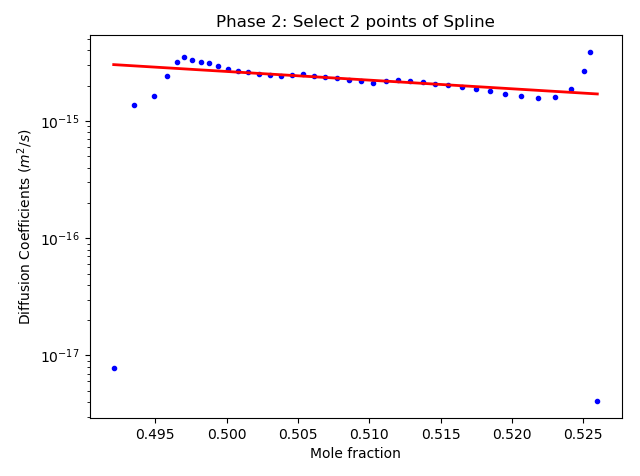 Phase 2: Select 2 points of Spline
Diffusion Coefficients ($m^2/s$)
10⁻¹⁵
10⁻¹⁶
10⁻¹⁷
0.495 0.500 0.505 0.510 0.515 0.520 0.525
Mole fraction